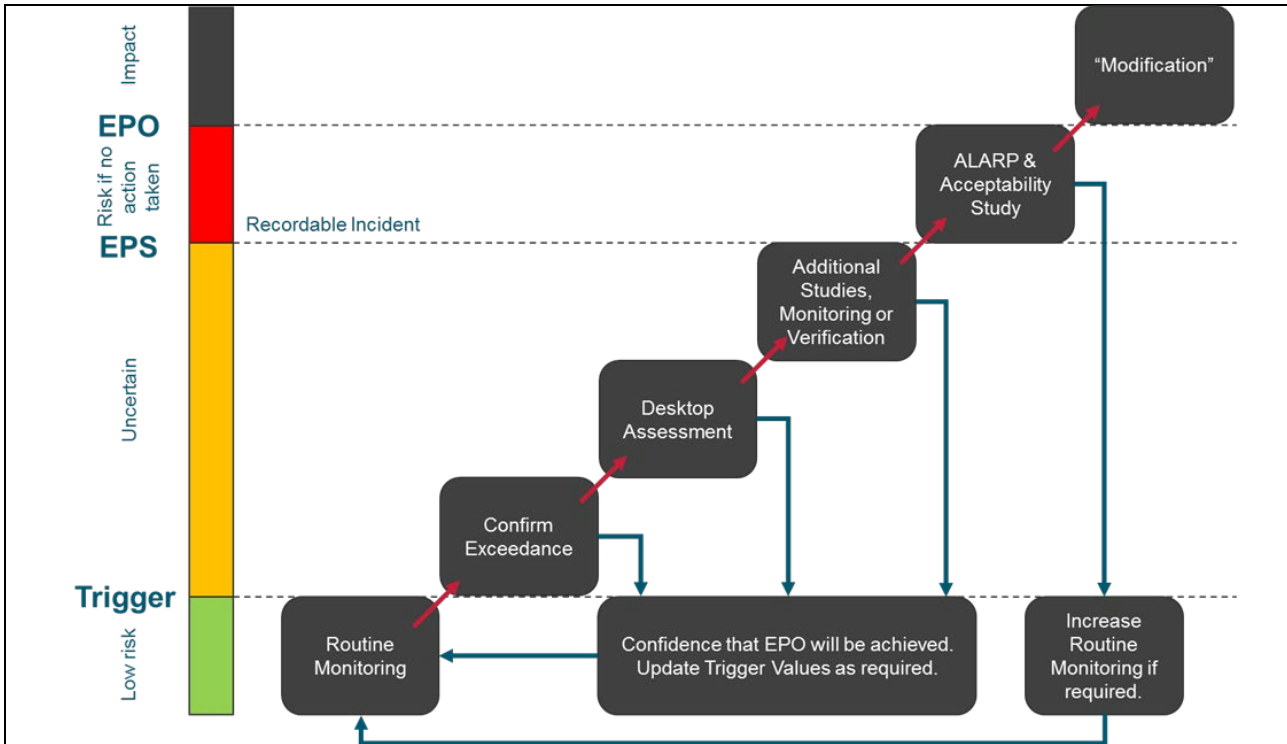 Impact
EPO
Risk if no
action
taken
Recordable Incident
EPS
Uncertain
Trigger
Low risk
“Modification”
ALARP &
Acceptability
Study
Additional
Studies,
Monitoring or
Verification
Desktop
Assessment
Confirm
Exceedance
Routine
Monitoring
Confidence that EPO will be achieved.
Update Trigger Values as required.
Increase
Routine
Monitoring if
required.